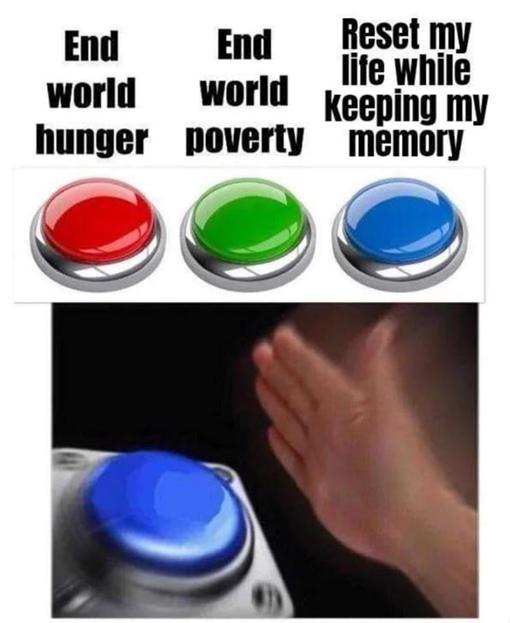 End
world
hunger
End
world
poverty
Reset my
life while
keeping my
memory